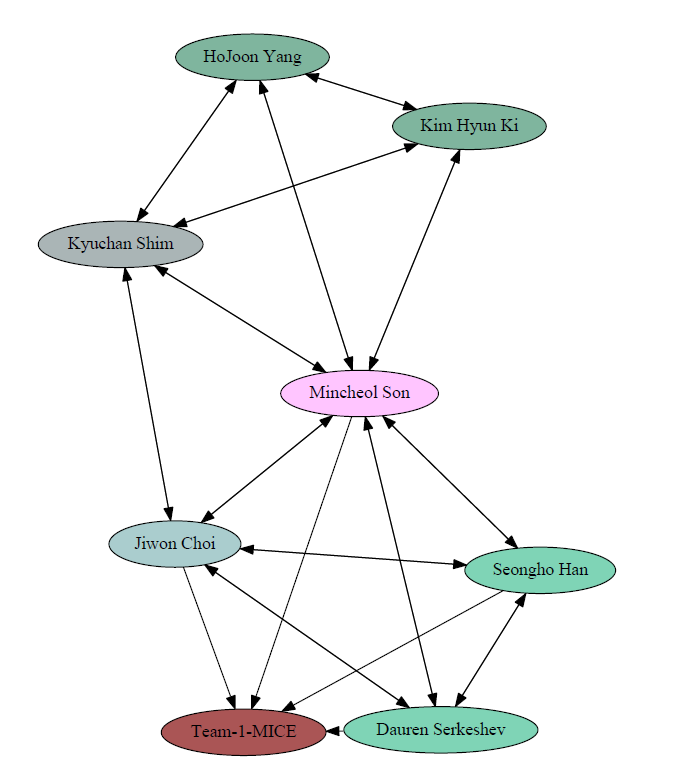 HoJoon Yang
Kim Hyun Ki
Kyuchan Shim
Mincheol Son
Jiwon Choi
Seongho Han
Team-1-MICE
Dauren Serkeshev